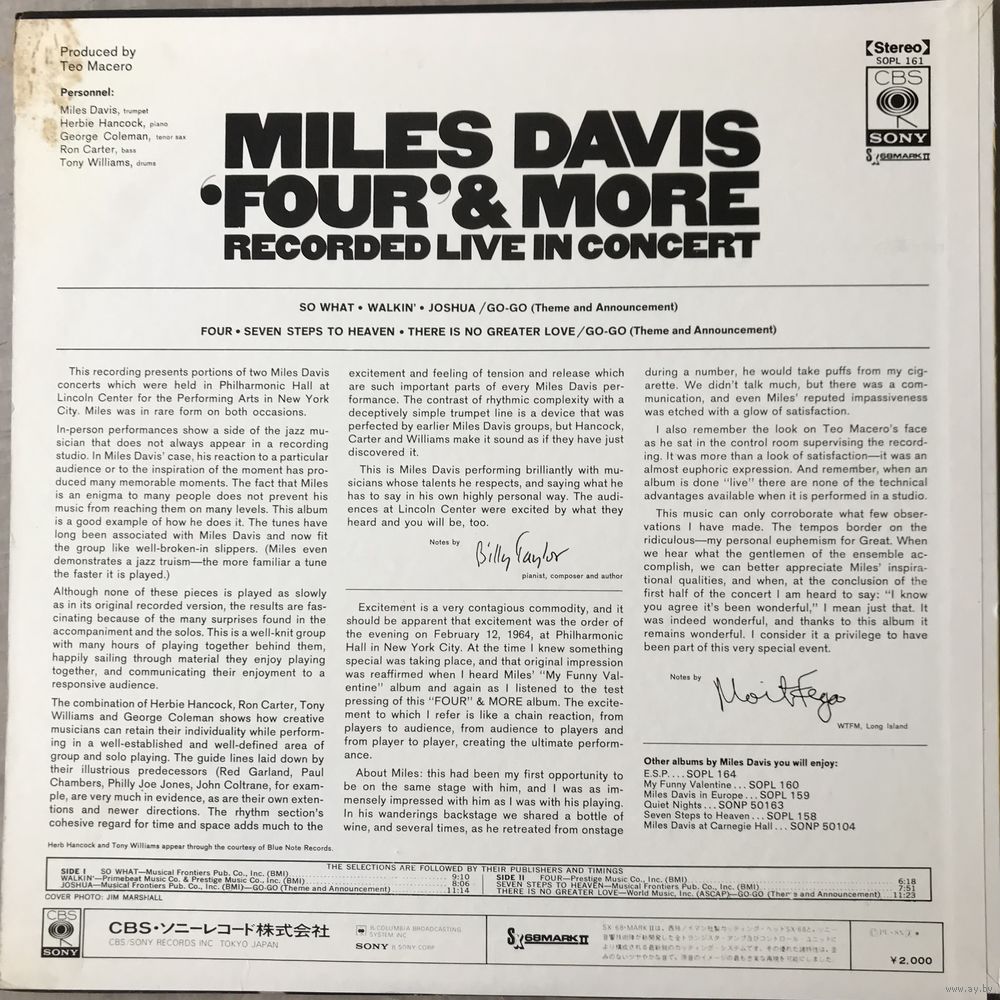 Produced by
Teo Macero
Personnel:
Miles Davis, trumpet
Herbie Hancock, piano
George Coleman, tenor sax
Ron Carter, bass
Tony Williams, drums
【Stereo】
SOPL 161
CBS
SONY
SX68MARK II
MILES DAVIS
‘FOUR’ & MORE
RECORDED LIVE IN CONCERT
SO WHAT • WALKIN' • JOSHUA / GO-GO (Theme and Announcement)
FOUR • SEVEN STEPS TO HEAVEN • THERE IS NO GREATER LOVE / GO-GO (Theme and Announcement)
This recording presents portions of two Miles Davis
concerts which were held in Philharmonic Hall at
Lincoln Center for the Performing Arts in New York
City. Miles was in rare form on both occasions.
In-person performances show a side of the jazz mu-
sician that does not always appear in a recording
studio. In Miles Davis' case, his reaction to a particular
audience or to the inspiration of the moment has pro-
duced many memorable moments. The fact that Miles
is an enigma to many people does not prevent his
music from reaching them on many levels. This album
is a good example of how he does it. The tunes have
long been associated with Miles Davis and now fit
the group like well-broken-in slippers. (Miles even
demonstrates a jazz truism—the more familiar a tune
the faster it is played.)
Although none of these pieces is played as slowly
as in its original recorded version, the results are fas-
cinating because of the many surprises found in the
accompaniment and the solos. This is a well-knit group
with many hours of playing together behind them,
happily sailing through material they enjoy playing
together, and communicating their enjoyment to a
responsive audience.
The combination of Herbie Hancock, Ron Carter, Tony
Williams and George Coleman shows how creative
musicians can retain their individuality while perform-
ing in a well-established and well-defined area of
group and solo playing. The guide lines laid down by
their illustrious predecessors (Red Garland, Paul
Chambers, Philly Joe Jones, John Coltrane, for exam-
ple, are very much in evidence, as are their own exten-
tions and newer directions. The rhythm section's
cohesive regard for time and space adds much to the
excitement and feeling of tension and release which
are such important parts of every Miles Davis per-
formance. The contrast of rhythmic complexity with a
deceptively simple trumpet line is a device that was
perfected by earlier Miles Davis groups, but Hancock,
Carter and Williams make it sound as if they have just
discovered it.
This is Miles Davis performing brilliantly with mu-
sicians whose talents he respects, and saying what he
has to say in his own highly personal way. The audi-
ences at Lincoln Center were excited by what they
heard and you will be, too.
Notes by Billy Taylor
pianist, composer and author
Excitement is a very contagious commodity, and it
should be apparent that excitement was the order of
the evening on February 12, 1964, at Philharmonic
Hall in New York City. At the time I knew something
special was taking place, and that original impression
was reaffirmed when I heard Miles' "My Funny Val-
entine" album and again as I listened to the test
pressing of this "FOUR" & MORE album. The excite-
ment to which I refer is like a chain reaction, from
players to audience, from audience to players and
from player to player, creating the ultimate perform-
ance.
About Miles: this had been my first opportunity to
be on the same stage with him, and I was as im-
mensely impressed with him as I was with his playing.
In his wanderings backstage we shared a bottle of
wine, and several times, as he retreated from onstage
during a number, he would take puffs from my cig-
arette. We didn't talk much, but there was a com-
munication, and even Miles' reputed impassiveness
was etched with a glow of satisfaction.
I also remember the look on Teo Macero's face
as he sat in the control room supervising the record-
ing. It was more than a look of satisfaction—it was an
almost euphoric expression. And remember, when an
album is done "live" there are none of the technical
advantages available when it is performed in a studio.
This music can only corroborate what few obser-
vations I have made. The tempos border on the
ridiculous—my personal euphemism for Great. When
we hear what the gentlemen of the ensemble ac-
complish, we can better appreciate Miles' inspira-
tional qualities, and when, at the conclusion of the
first half of the concert I am heard to say: "I know
you agree it's been wonderful," I mean just that. It
was indeed wonderful, and thanks to this album it
remains wonderful. I consider it a privilege to have
been part of this very special event.
Notes by Mort Fega
WTFM, Long Island
Other albums by Miles Davis you will enjoy:
E.S.P. ... SOPL 164
My Funny Valentine ... SOPL 160
Miles Davis in Europe ... SOPL 159
Quiet Nights ... SONP 50163
Seven Steps to Heaven ... SOPL 158
Miles Davis at Carnegie Hall ... SONP 50104
Herb Hancock and Tony Williams appear through the courtesy of Blue Note Records.
THE SELECTIONS ARE FOLLOWED BY THEIR PUBLISHERS AND TIMINGS
SIDE I SO WHAT—Musical Frontiers Pub. Co., Inc. (BMI) 9:10
WALKIN'—Primebeat Music Co. & Prestige Music Co., Inc. (BMI) 8:06
JOSHUA—Musical Frontiers Pub. Co., Inc. (BMI)—GO-GO (Theme and Announcement) 11:14
SIDE II FOUR—Prestige Music Co., Inc. (BMI) 6:18
SEVEN STEPS TO HEAVEN—Musical Frontiers Pub. Co., Inc. (BMI) 7:51
THERE IS NO GREATER LOVE—World Music, Inc. (ASCAP)—GO-GO (Theme and Announcement) 11:23
COVER PHOTO: JIM MARSHALL
CBS
SONY
CBS・ソニーレコード株式会社
CBS/SONY RECORDS INC TOKYO JAPAN
® COLUMBIA BROADCASTING
SYSTEM INC
SONY ® SONY CORP
SX68MARK II
¥2,000
www.ay.by